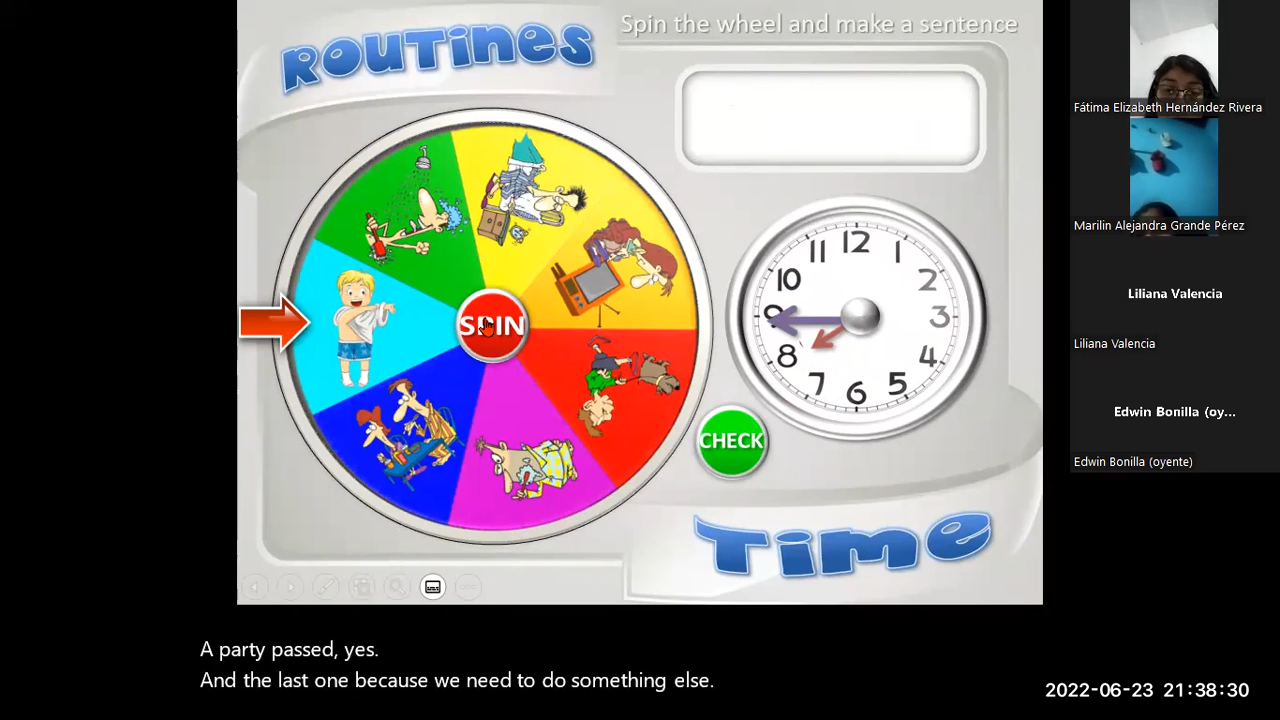 ROUTINES
Spin the wheel and make a sentence
SPIN
12
11
1
10
2
9
3
8
4
7
5
6
CHECK
TIME
Fátima Elizabeth Hernández Rivera
Marilin Alejandra Grande Pérez
Liliana Valencia
Liliana Valencia
Edwin Bonilla (oy...
Edwin Bonilla (oyente)
A party passed, yes.
And the last one because we need to do something else.
2022-06-23 21:38:30